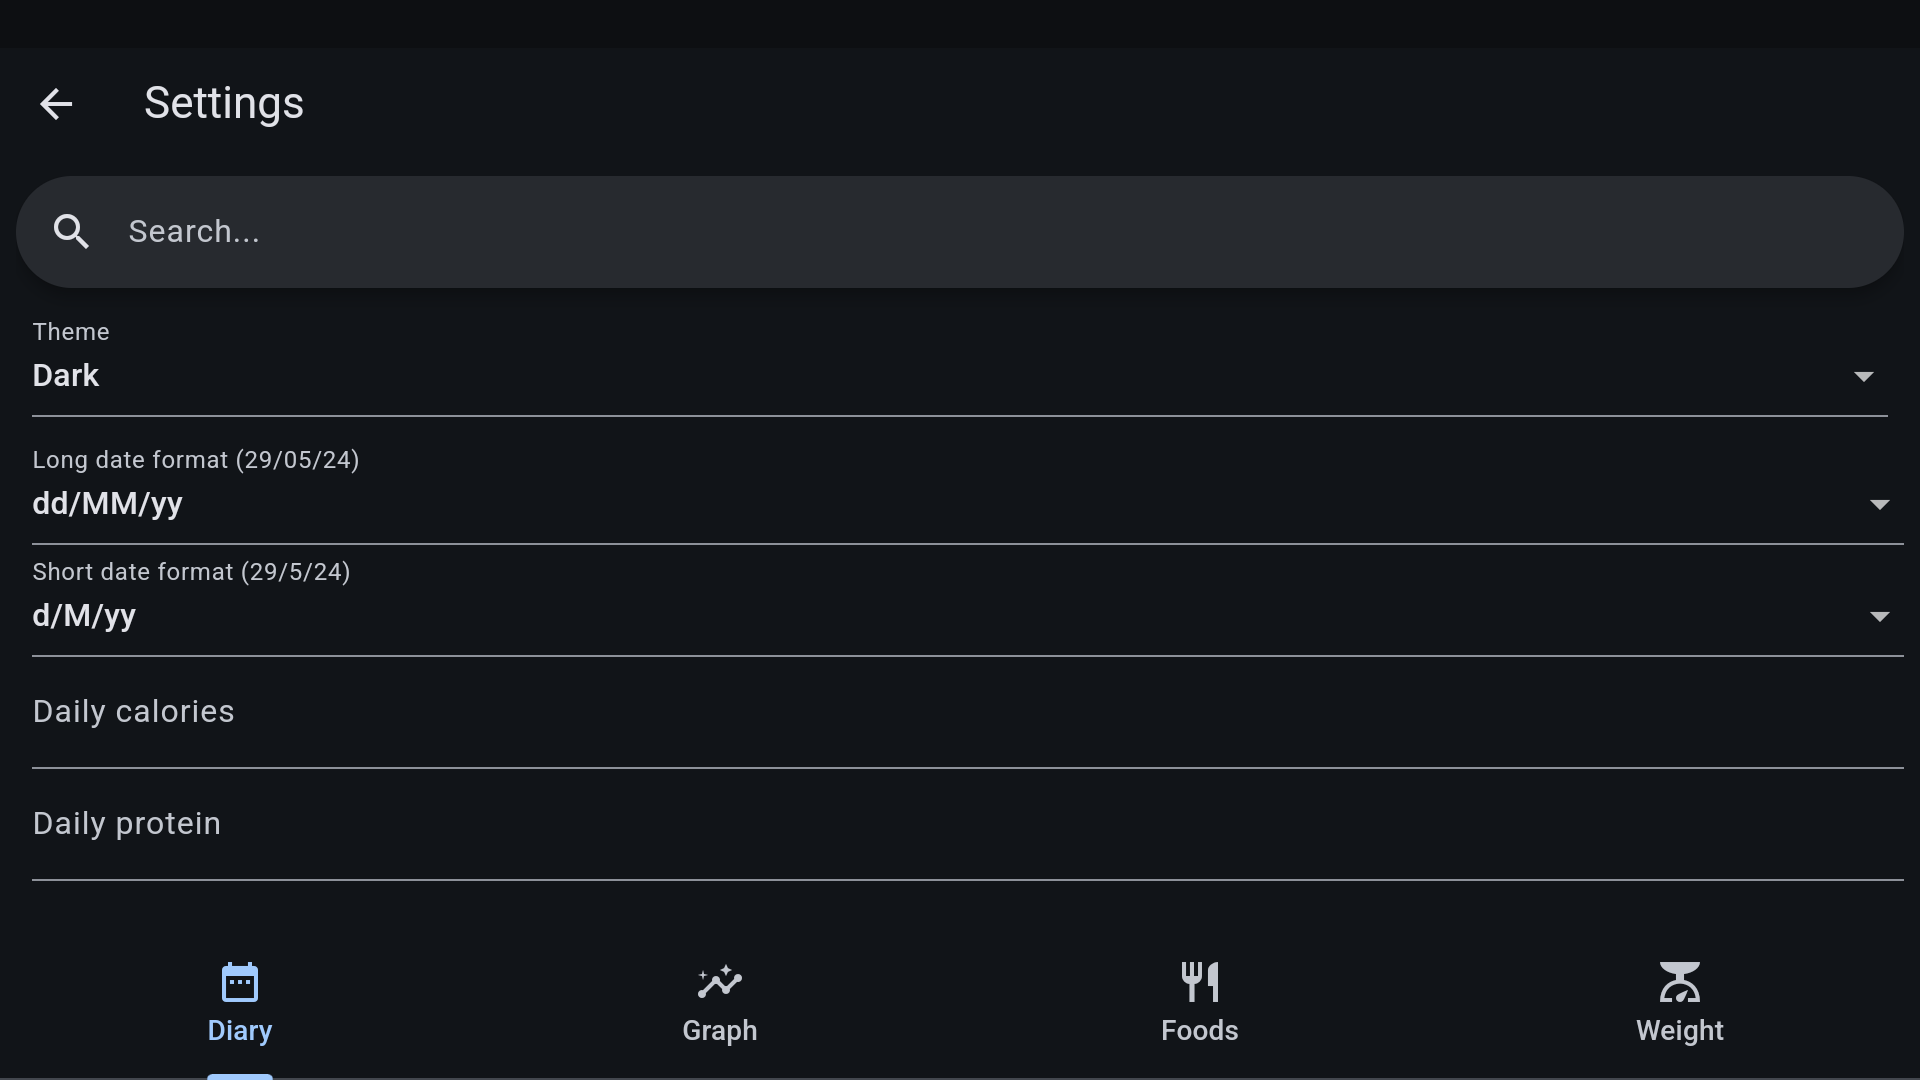 Settings
Search...
Theme
Dark
Long date format (29/05/24)
dd/MM/yy
Short date format (29/5/24)
d/M/yy
Daily calories
Daily protein
Diary
Graph
Foods
Weight